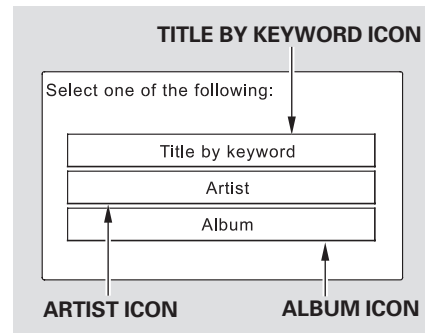 TITLE BY KEYWORD ICON
Select one of the following:
Title by keyword
Artist
Album
ARTIST ICON
ALBUM ICON